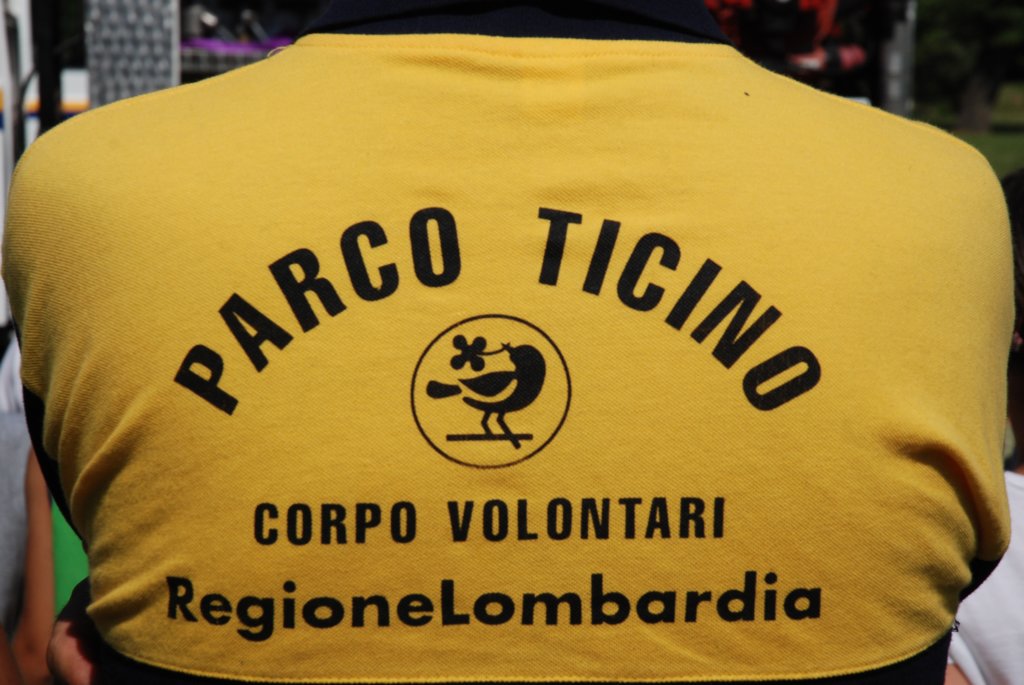 PARCO TICINO
CORPO VOLONTARI
RegioneLombardia